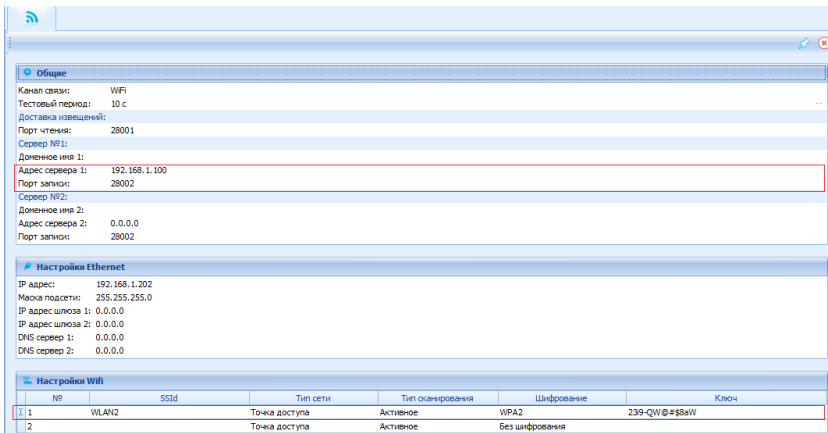 Общие
Канал связи: WiFi
Тестовый период: 10 с ...
Доставка извещений:
Порт чтения: 28001
Сервер №1:
Доменное имя 1:
Адрес сервера 1: 192.168.1.100
Порт записи: 28002
Сервер №2:
Доменное имя 2:
Адрес сервера 2: 0.0.0.0
Порт записи: 28002
Настройки Ethernet
IP адрес: 192.168.1.202
Маска подсети: 255.255.255.0
IP адрес шлюза 1: 0.0.0.0
IP адрес шлюза 2: 0.0.0.0
DNS сервер 1: 0.0.0.0
DNS сервер 2: 0.0.0.0
Настройки Wifi
№ SSId Тип сети Тип сканирования Шифрование Ключ
1 WLAN2 Точка доступа Активное WPA2 23i9-QW@#$8aW
2 Точка доступа Активное Без шифрования